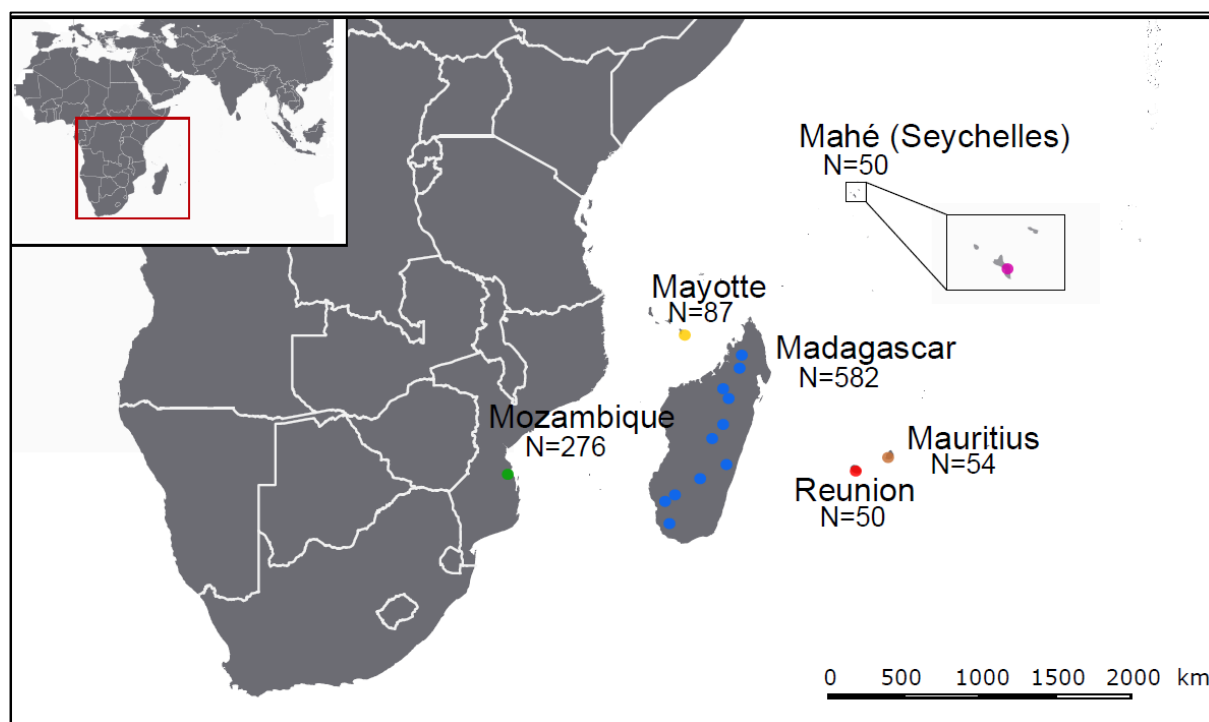 Mahé (Seychelles)
N=50
Mayotte
N=87
Madagascar
N=582
Mozambique
N=276
Mauritius
N=54
Reunion
N=50
0 500 1000 1500 2000 km